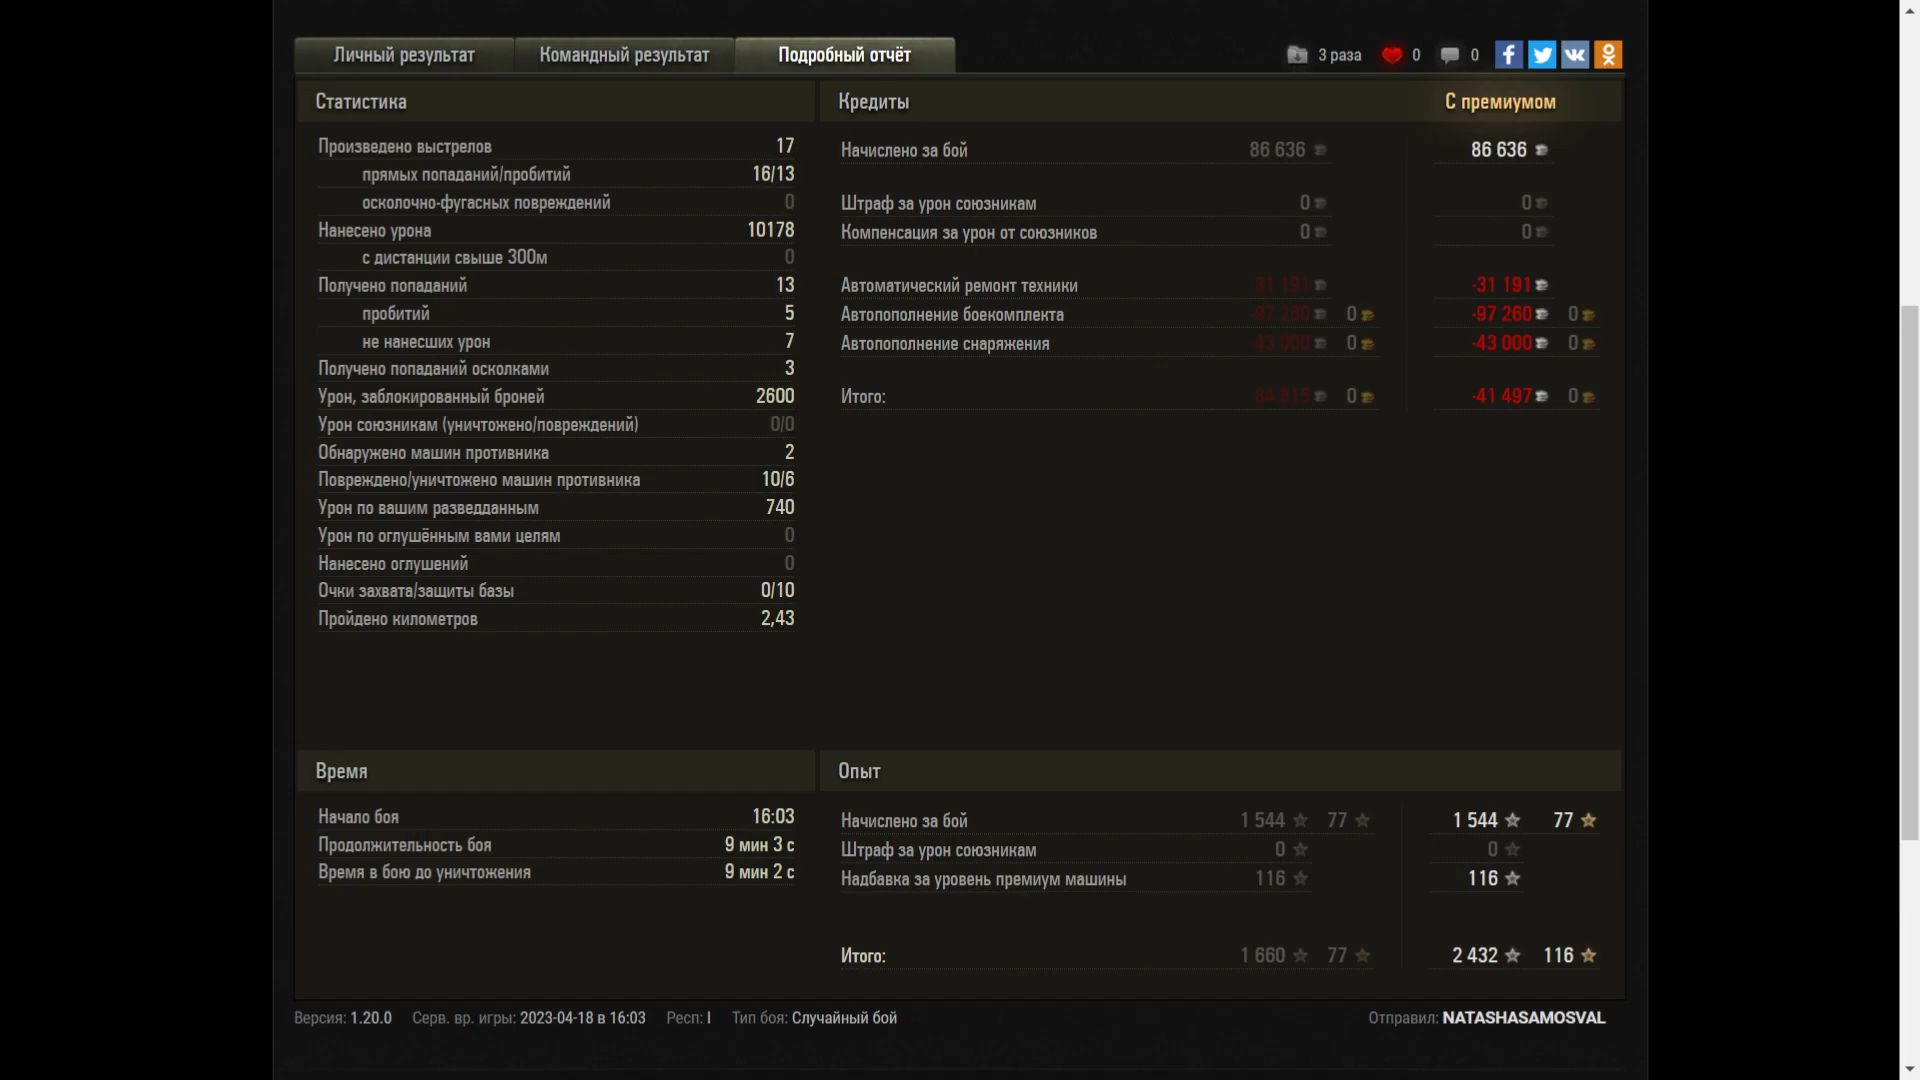 Личный результат Командный результат Подробный отчёт 3 раза 0 0
Статистика
Произведено выстрелов 17
прямых попаданий/пробитий 16/13
осколочно-фугасных повреждений 0
Нанесено урона 10178
с дистанции свыше 300м 0
Получено попаданий 13
пробитий 5
не нанесших урон 7
Получено попаданий осколками 3
Урон, заблокированный броней 2600
Урон союзникам (уничтожено/повреждений) 0/0
Обнаружено машин противника 2
Повреждено/уничтожено машин противника 10/6
Урон по вашим разведданным 740
Урон по оглушённым вами целям 0
Нанесено оглушений 0
Очки захвата/защиты базы 0/10
Пройдено километров 2,43
Кредиты С премиумом
Начислено за бой 86 636 86 636
Штраф за урон союзникам 0 0
Компенсация за урон от союзников 0 0
Автоматический ремонт техники -31 191 -31 191
Автопополнение боекомплекта -97 260 0 -97 260 0
Автопополнение снаряжения -43 000 0 -43 000 0
Итого: -84 815 0 -41 497 0
Время
Начало боя 16:03
Продолжительность боя 9 мин 3 с
Время в бою до уничтожения 9 мин 2 с
Опыт
Начислено за бой 1 544 77 1 544 77
Штраф за урон союзникам 0 0
Надбавка за уровень премиум машины 116 116
Итого: 1 660 77 2 432 116
Версия: 1.20.0 Серв. вр. игры: 2023-04-18 в 16:03 Респ: I Тип боя: Случайный бой Отправил: NATASHASAMOSVAL